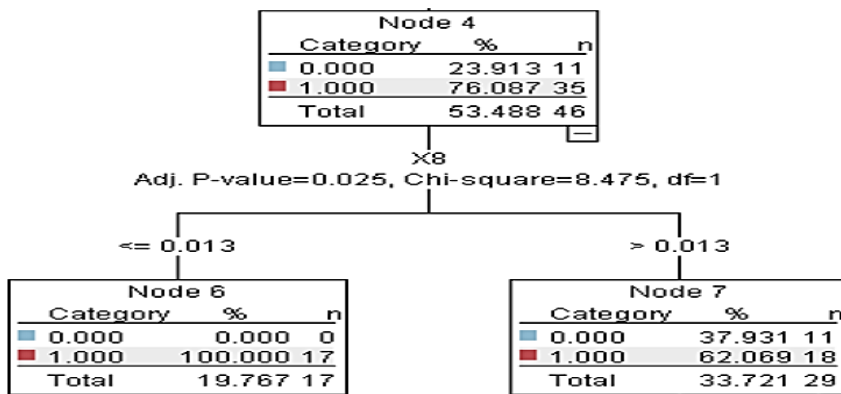 Node 4
Category % n
0.000 23.913 11
1.000 76.087 35
Total 53.488 46
X8
Adj. P-value=0.025, Chi-square=8.475, df=1
<= 0.013 > 0.013
Node 6
Category % n
0.000 0.000 0
1.000 100.000 17
Total 19.767 17
Node 7
Category % n
0.000 37.931 11
1.000 62.069 18
Total 33.721 29